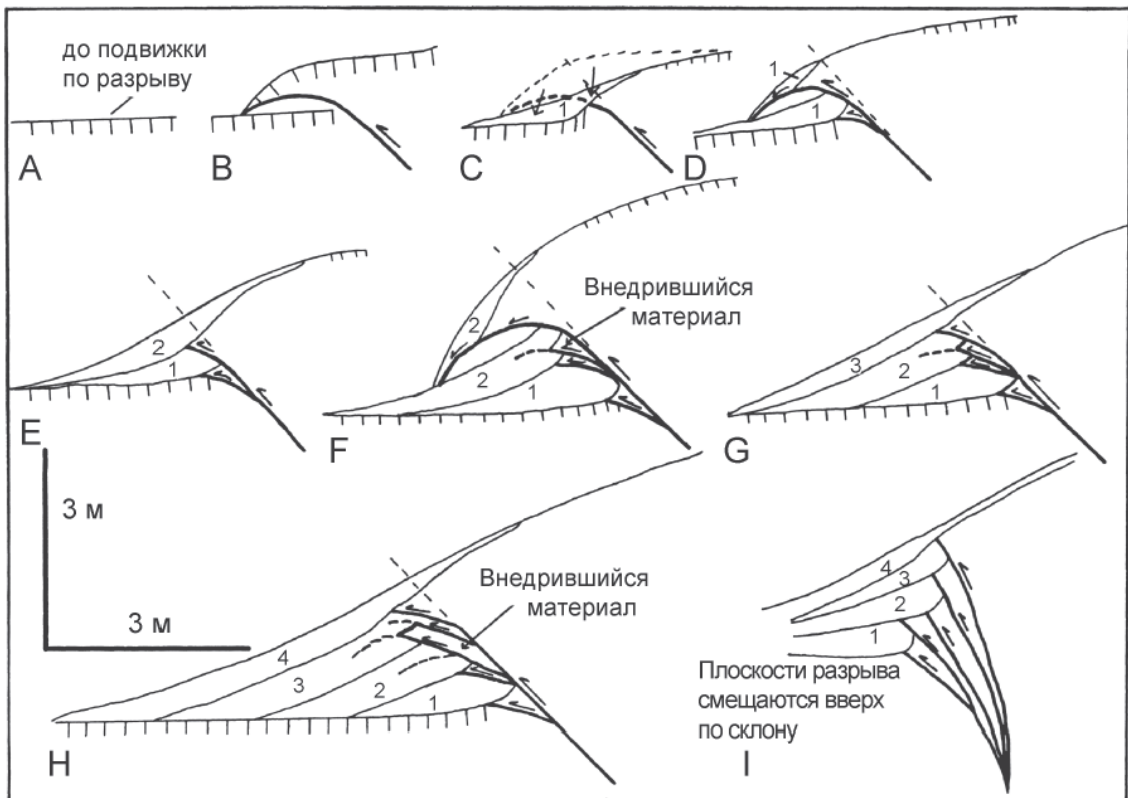 до подвижки
по разрыву
A
B
1
C
1
1
D
2
1
E
Внедрившийся
материал
2
2
1
F
3
2
1
G
3 м
3 м
Внедрившийся
материал
4
3
2
1
H
4
3
2
1
Плоскости разрыва
смещаются вверх
по склону
I